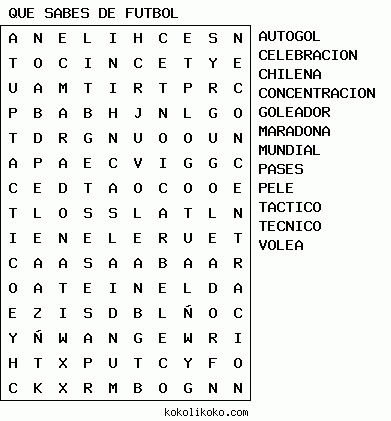 QUE SABES DE FUTBOL
A N E L I H C E S N
T O C I N C E T Y E
U A M T I R T P R C
P B A B H J N L G O
T D R G N U O O U N
A P A E C V I G G C
C E D T A O C O O E
T L O S S L A T L N
I E N E L E R U E T
C A A S A A B A A R
O A T E I N E L D A
E Z I S D B L Ñ O C
Y Ñ W A N G E W R I
H T X P U T C Y F O
C K X R M B O G N N
AUTOGOL
CELEBRACION
CHILENA
CONCENTRACION
GOLEADOR
MARADONA
MUNDIAL
PASES
PELE
TACTICO
TECNICO
VOLEA
kokolikoko.com